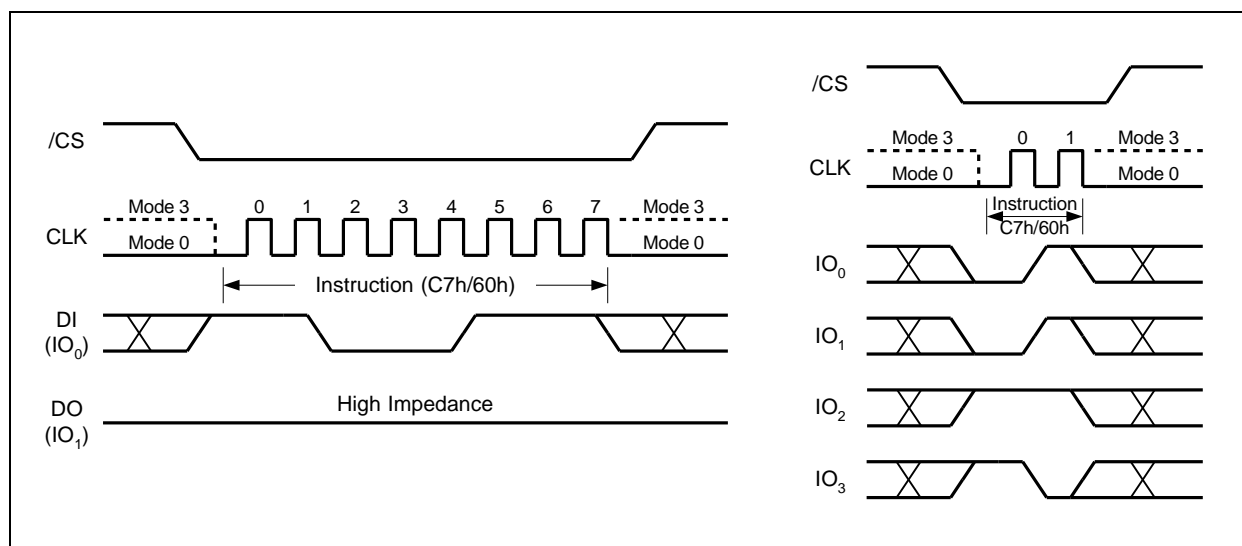 /CS
Mode 3 0 1 2 3 4 5 6 7 Mode 3
CLK Mode 0 Mode 0
Instruction (C7h/60h)
DI
(IO0)
High Impedance
DO
(IO1)
/CS
Mode 3 0 1 Mode 3
CLK Mode 0 Mode 0
Instruction
C7h/60h
IO0
IO1
IO2
IO3